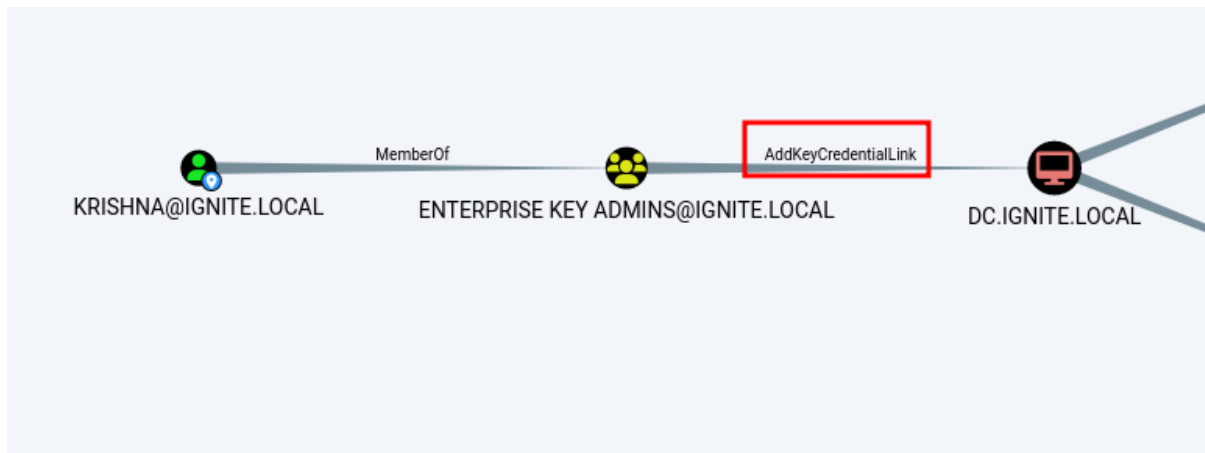 MemberOf
AddKeyCredentialLink
KRISHNA@IGNITE.LOCAL
ENTERPRISE KEY ADMINS@IGNITE.LOCAL
DC.IGNITE.LOCAL